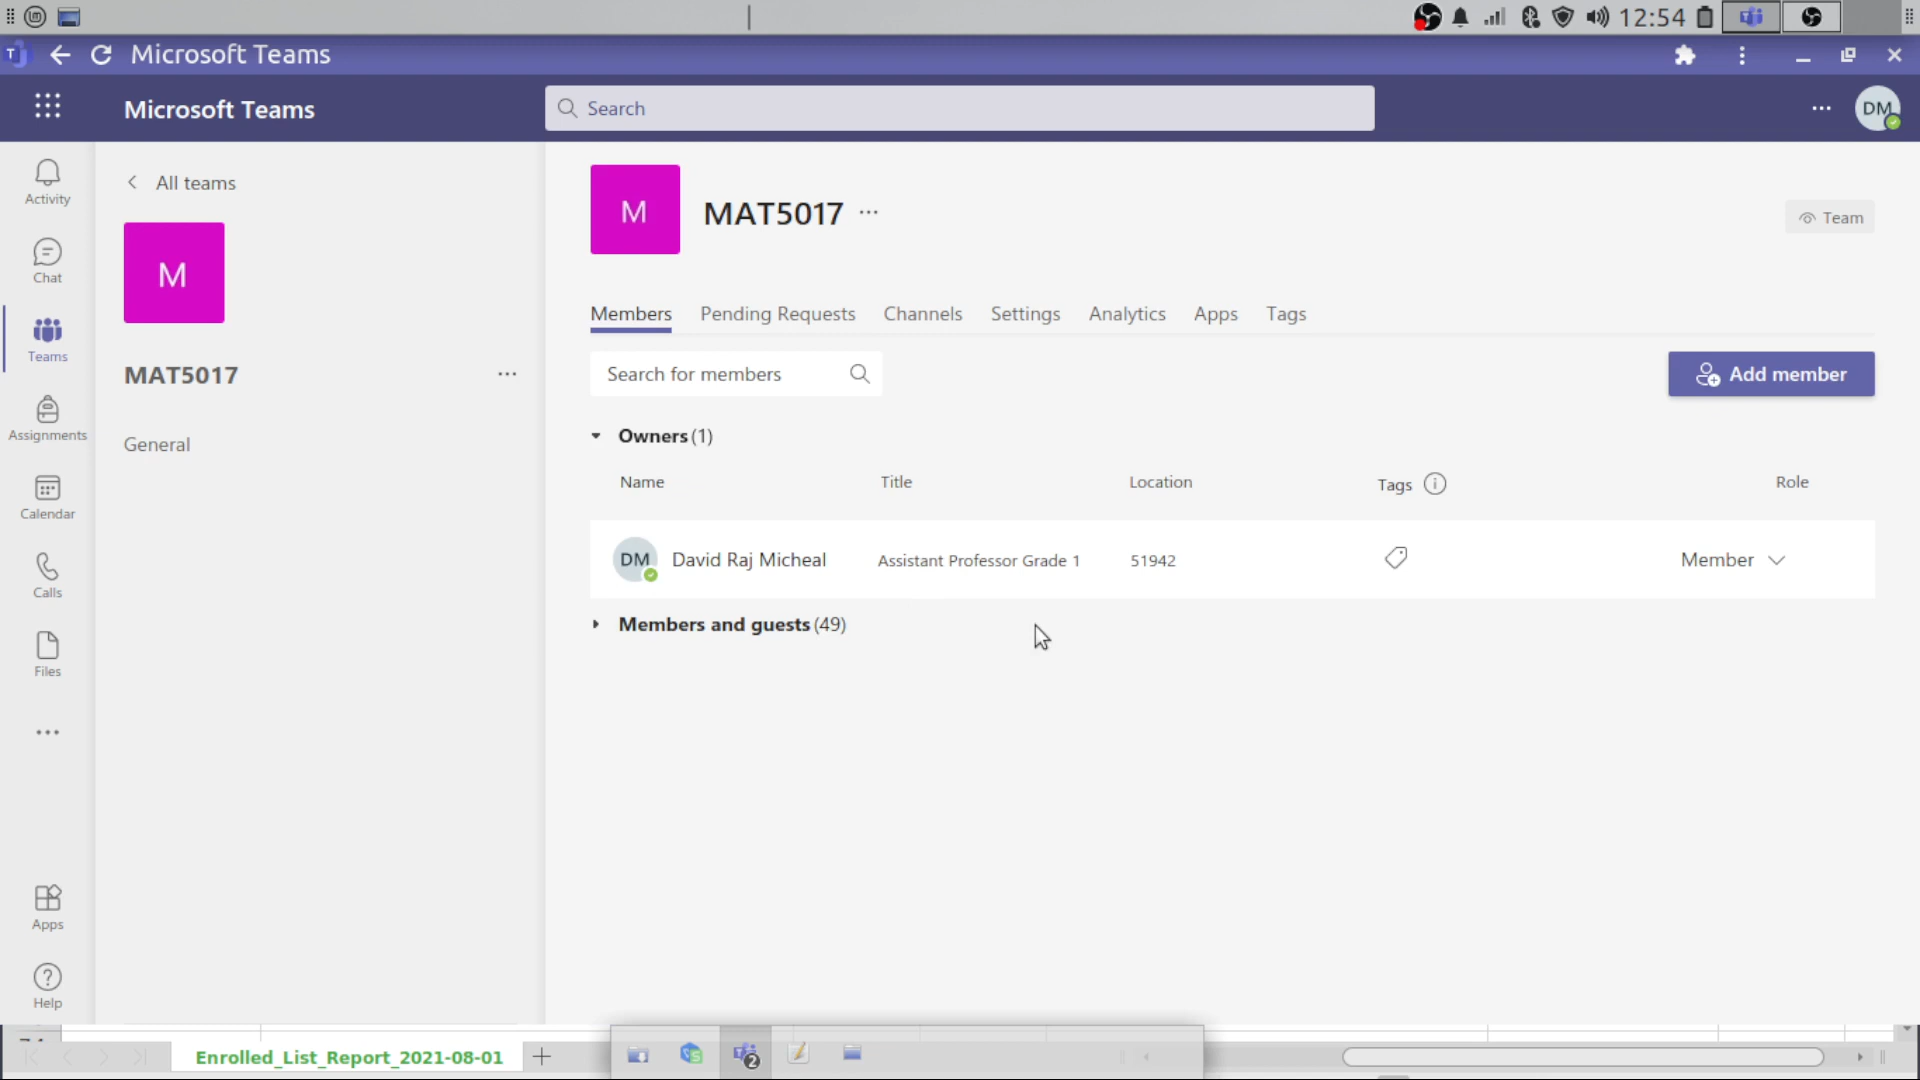 12:54
Microsoft Teams
Microsoft Teams
Search
DM
Activity
Chat
Teams
Assignments
Calendar
Calls
Files
Apps
Help
All teams
M
MAT5017
General
M
MAT5017
Team
Members Pending Requests Channels Settings Analytics Apps Tags
Search for members
Add member
Owners (1)
Name Title Location Tags Role
DM David Raj Micheal Assistant Professor Grade 1 51942 Member
Members and guests (49)
Enrolled_List_Report_2021-08-01
2